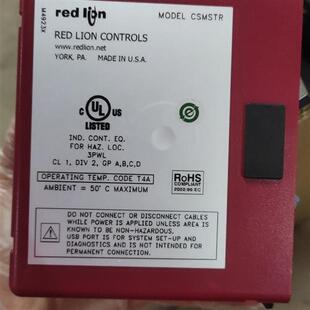 red lion
MODEL CSMSTR
RED LION CONTROLS
www.redlion.net
YORK, PA. MADE IN U.S.A.
M4923X
C UL US
LISTED
IND. CONT. EQ.
FOR HAZ. LOC.
3PWL
CL 1, DIV 2, GP A,B,C,D
OPERATING TEMP. CODE T4A
AMBIENT = 50°C MAXIMUM
RoHS
COMPLIANT
2002/95 EC
DO NOT CONNECT OR DISCONNECT CABLES
WHILE POWER IS APPLIED UNLESS AREA IS
KNOWN TO BE NON-HAZARDOUS.
USB PORT IS FOR SYSTEM SET-UP AND
DIAGNOSTICS AND IS NOT INTENDED FOR
PERMANENT CONNECTION.